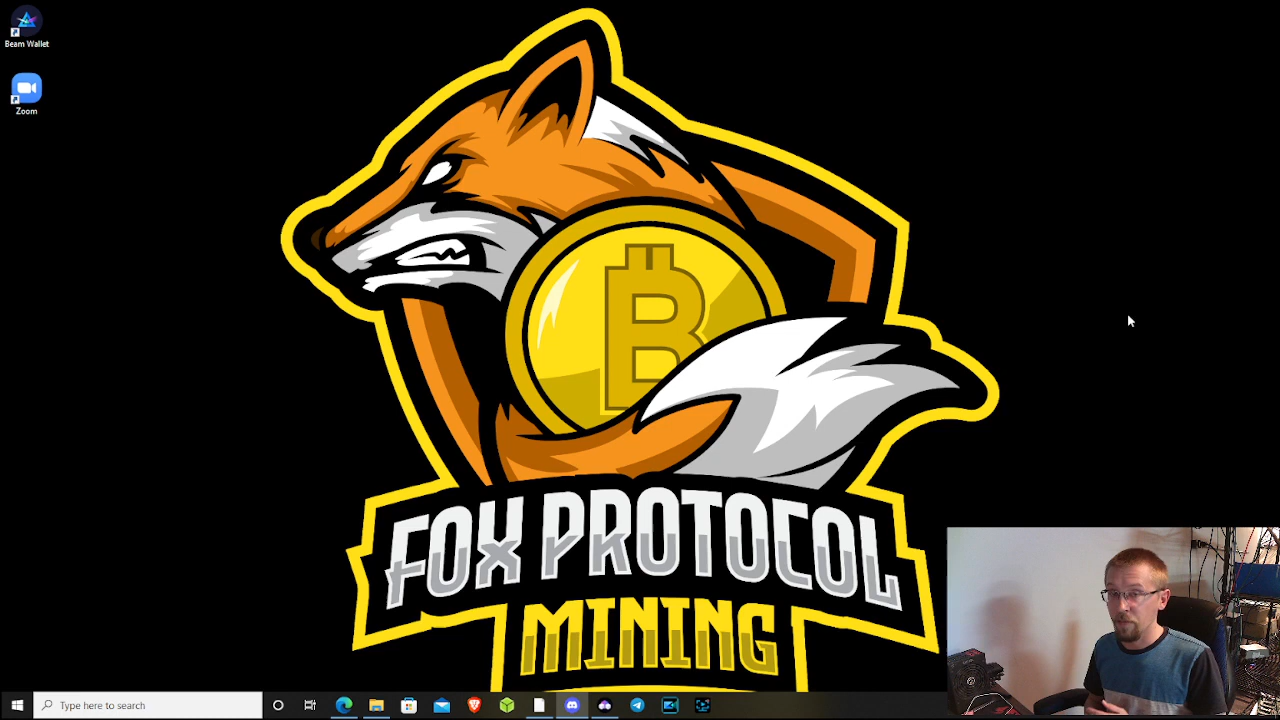 Beam Wallet
Zoom
B
FOX PROTOCOL
MINING
Type here to search